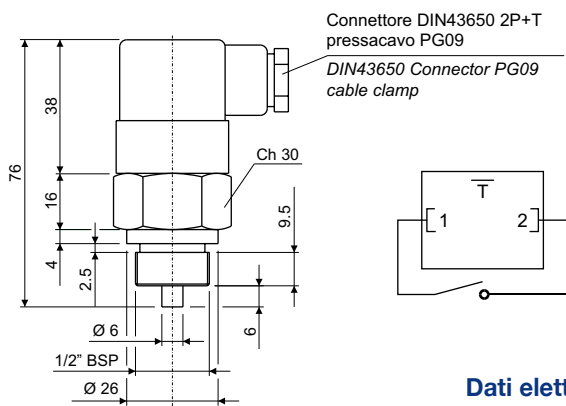 Connettore DIN43650 2P+T
pressacavo PG09
DIN43650 Connector PG09
cable clamp
38
76
Ch 30
16
9.5
T
1 2
4
2.5
6
Ø 6
1/2” BSP
Ø 26
Dati elett